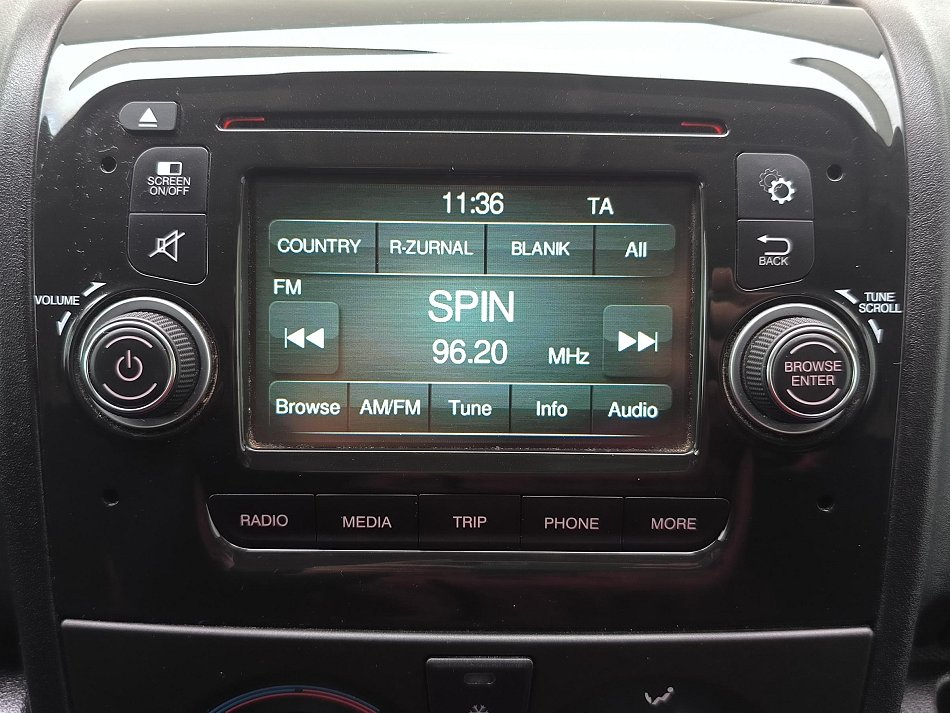 SCREEN
ON/OFF
11:36 TA
COUNTRY R-ZURNAL BLANIK All
BACK
FM
VOLUME
TUNE
SCROLL
SPIN
96.20 MHz
BROWSE
ENTER
Browse AM/FM Tune Info Audio
RADIO MEDIA TRIP PHONE MORE